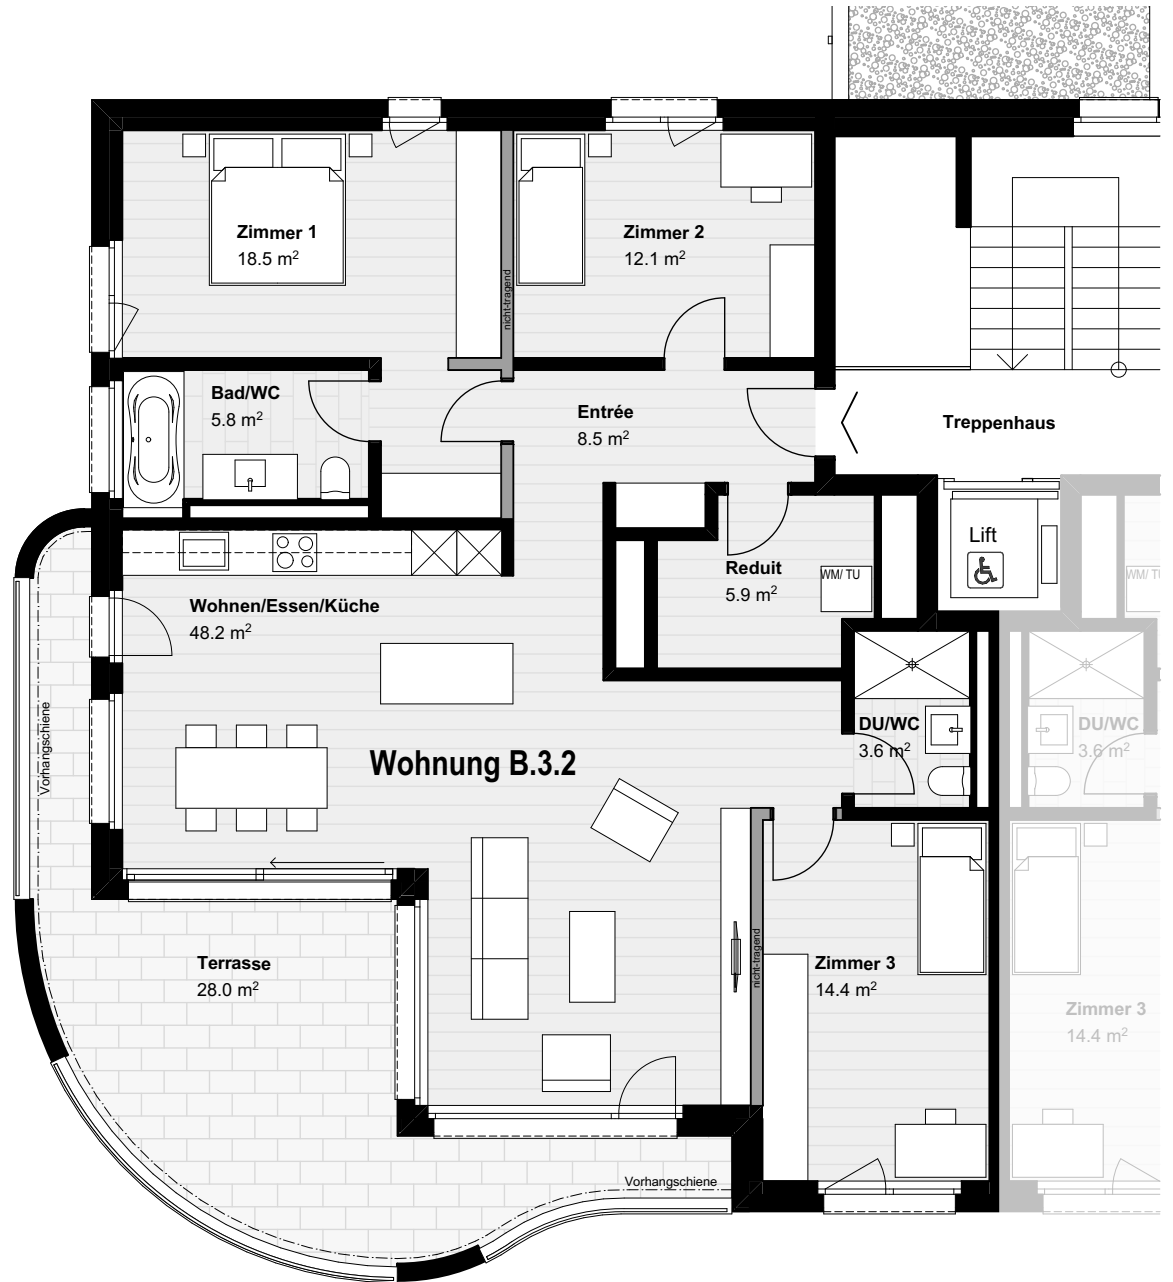 Zimmer 1
18.5 m²
Zimmer 2
12.1 m²
nicht-tragend
Bad/WC
5.8 m²
Entrée
8.5 m²
Treppenhaus
Lift
Reduit
5.9 m²
WM/ TU
WM/ TU
Wohnen/Essen/Küche
48.2 m²
Vorhangschiene
DU/WC
3.6 m²
DU/WC
3.6 m²
Wohnung B.3.2
Terrasse
28.0 m²
nicht-tragend
Zimmer 3
14.4 m²
Zimmer 3
14.4 m²
Vorhangschiene